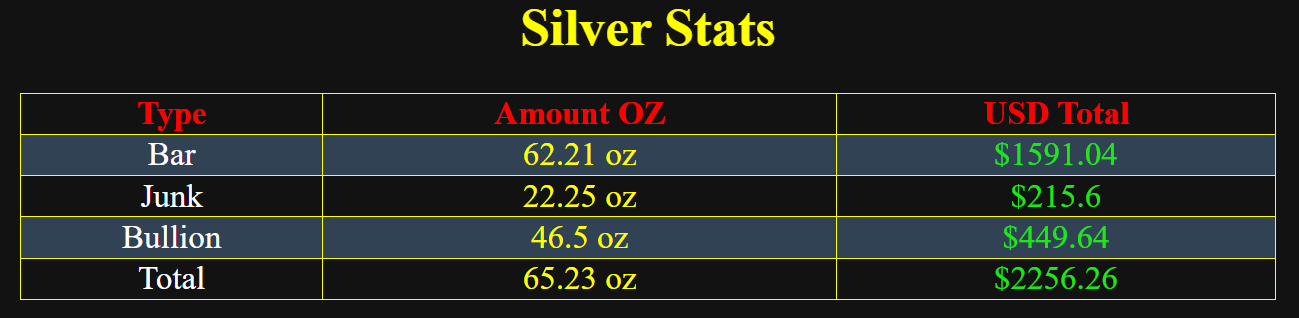 Silver Stats
Type Amount OZ USD Total
Bar 62.21 oz $1591.04
Junk 22.25 oz $215.6
Bullion 46.5 oz $449.64
Total 65.23 oz $2256.26